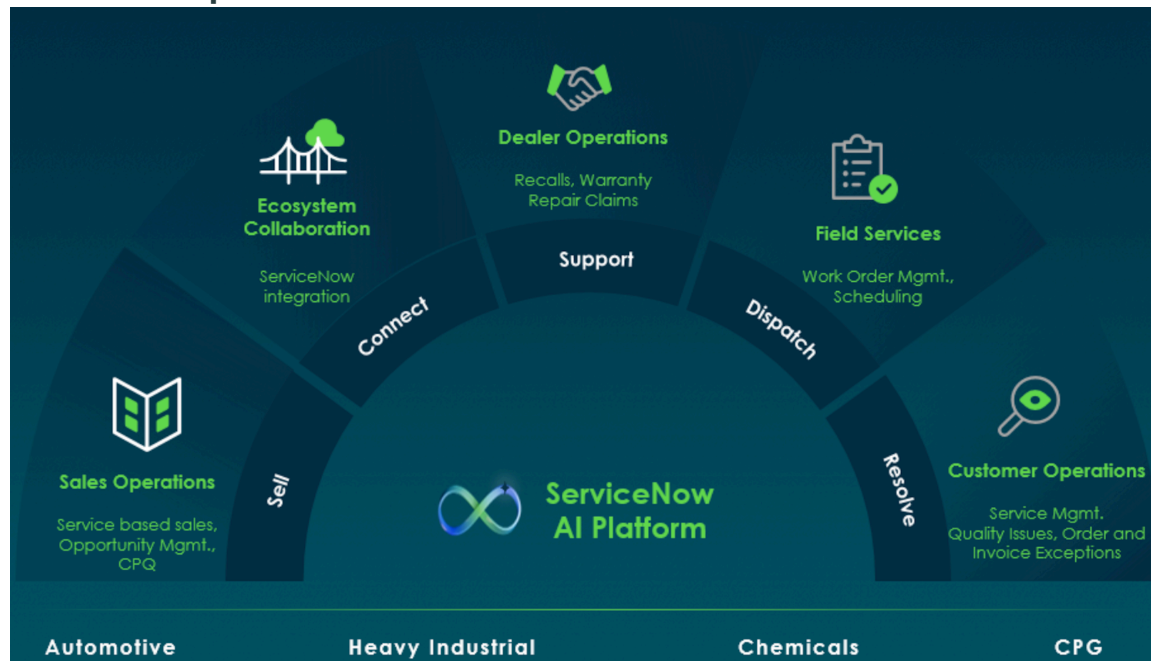 Sales Operations
Service based sales,
Opportunity Mgmt.,
CPQ
Sell
Ecosystem
Collaboration
ServiceNow
integration
Connect
Dealer Operations
Recalls, Warranty
Repair Claims
Support
Field Services
Work Order Mgmt.,
Scheduling
Dispatch
Customer Operations
Service Mgmt.
Quality Issues, Order and
Invoice Exceptions
Resolve
ServiceNow
AI Platform
Automotive
Heavy Industrial
Chemicals
CPG